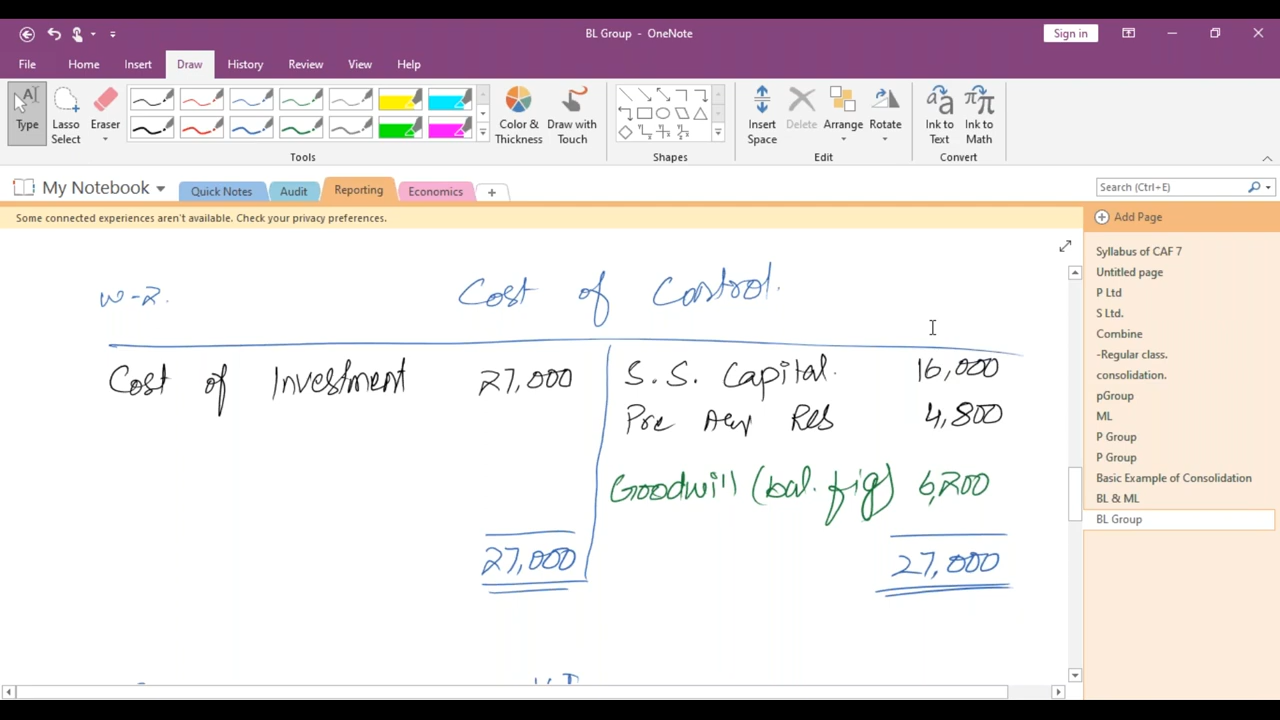 BL Group - OneNote
Sign in
File Home Insert Draw History Review View Help
Type
Lasso Select
Eraser
Color & Thickness
Draw with Touch
Insert Space
Delete
Arrange
Rotate
Ink to Text
Ink to Math
Tools
Shapes
Edit
Convert
My Notebook
Quick Notes
Audit
Reporting
Economics
Search (Ctrl+E)
Some connected experiences aren't available. Check your privacy preferences.
Add Page
Syllabus of CAF 7
Untitled page
P Ltd
S Ltd.
Combine
-Regular class.
consolidation.
pGroup
ML
P Group
P Group
Basic Example of Consolidation
BL & ML
BL Group
W-2. Cost of Control.
Cost of Investment 27,000
S.S. Capital. 16,000
Pre Acq Res 4,800
Goodwill (bal. fig) 6,200
27,000
27,000